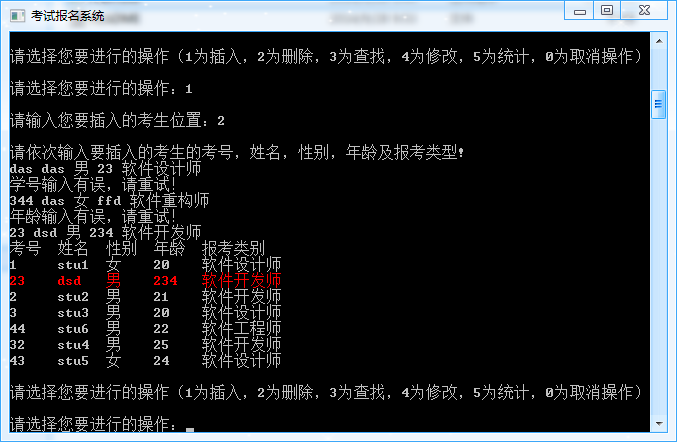 考试报名系统
请选择您要进行的操作（1为插入，2为删除，3为查找，4为修改，5为统计，0为取消操作）
请选择您要进行的操作：1
请输入您要插入的考生位置：2
请依次输入要插入的考生的考号，姓名，性别，年龄及报考类型！
das das 男 23 软件设计师
学号输入有误，请重试！
344 das 女 ffd 软件重构师
年龄输入有误，请重试！
23 dsd 男 234 软件开发师
考号 姓名 性别 年龄 报考类别
1 stu1 女 20 软件设计师
23 dsd 男 234 软件开发师
2 stu2 男 21 软件开发师
3 stu3 男 20 软件设计师
44 stu6 男 22 软件工程师
32 stu4 男 25 软件开发师
43 stu5 女 24 软件设计师
请选择您要进行的操作（1为插入，2为删除，3为查找，4为修改，5为统计，0为取消操作）
请选择您要进行的操作：